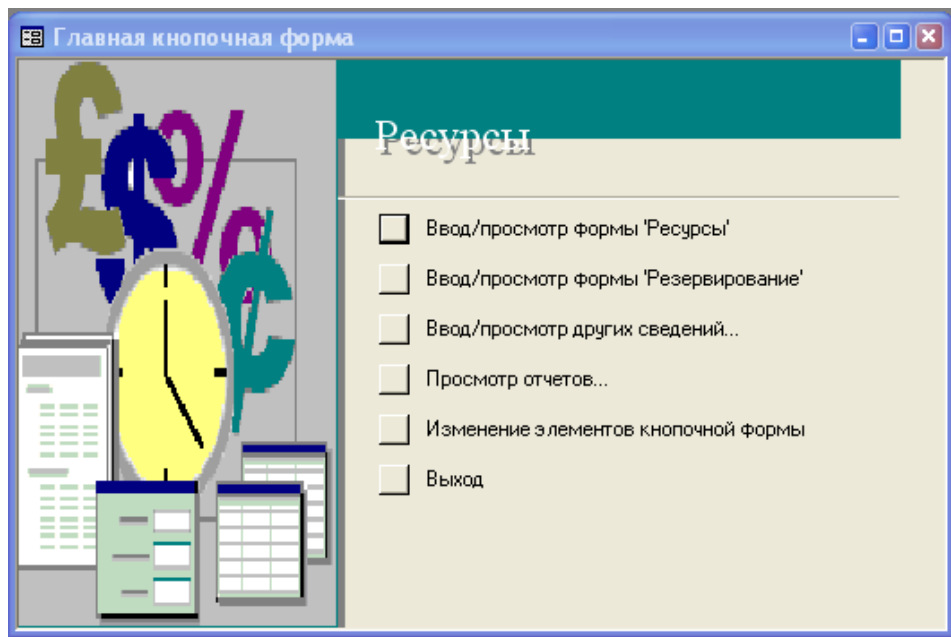 Главная кнопочная форма
Ресурсы
Ввод/просмотр формы 'Ресурсы'
Ввод/просмотр формы 'Резервирование'
Ввод/просмотр других сведений...
Просмотр отчетов...
Изменение элементов кнопочной формы
Выход